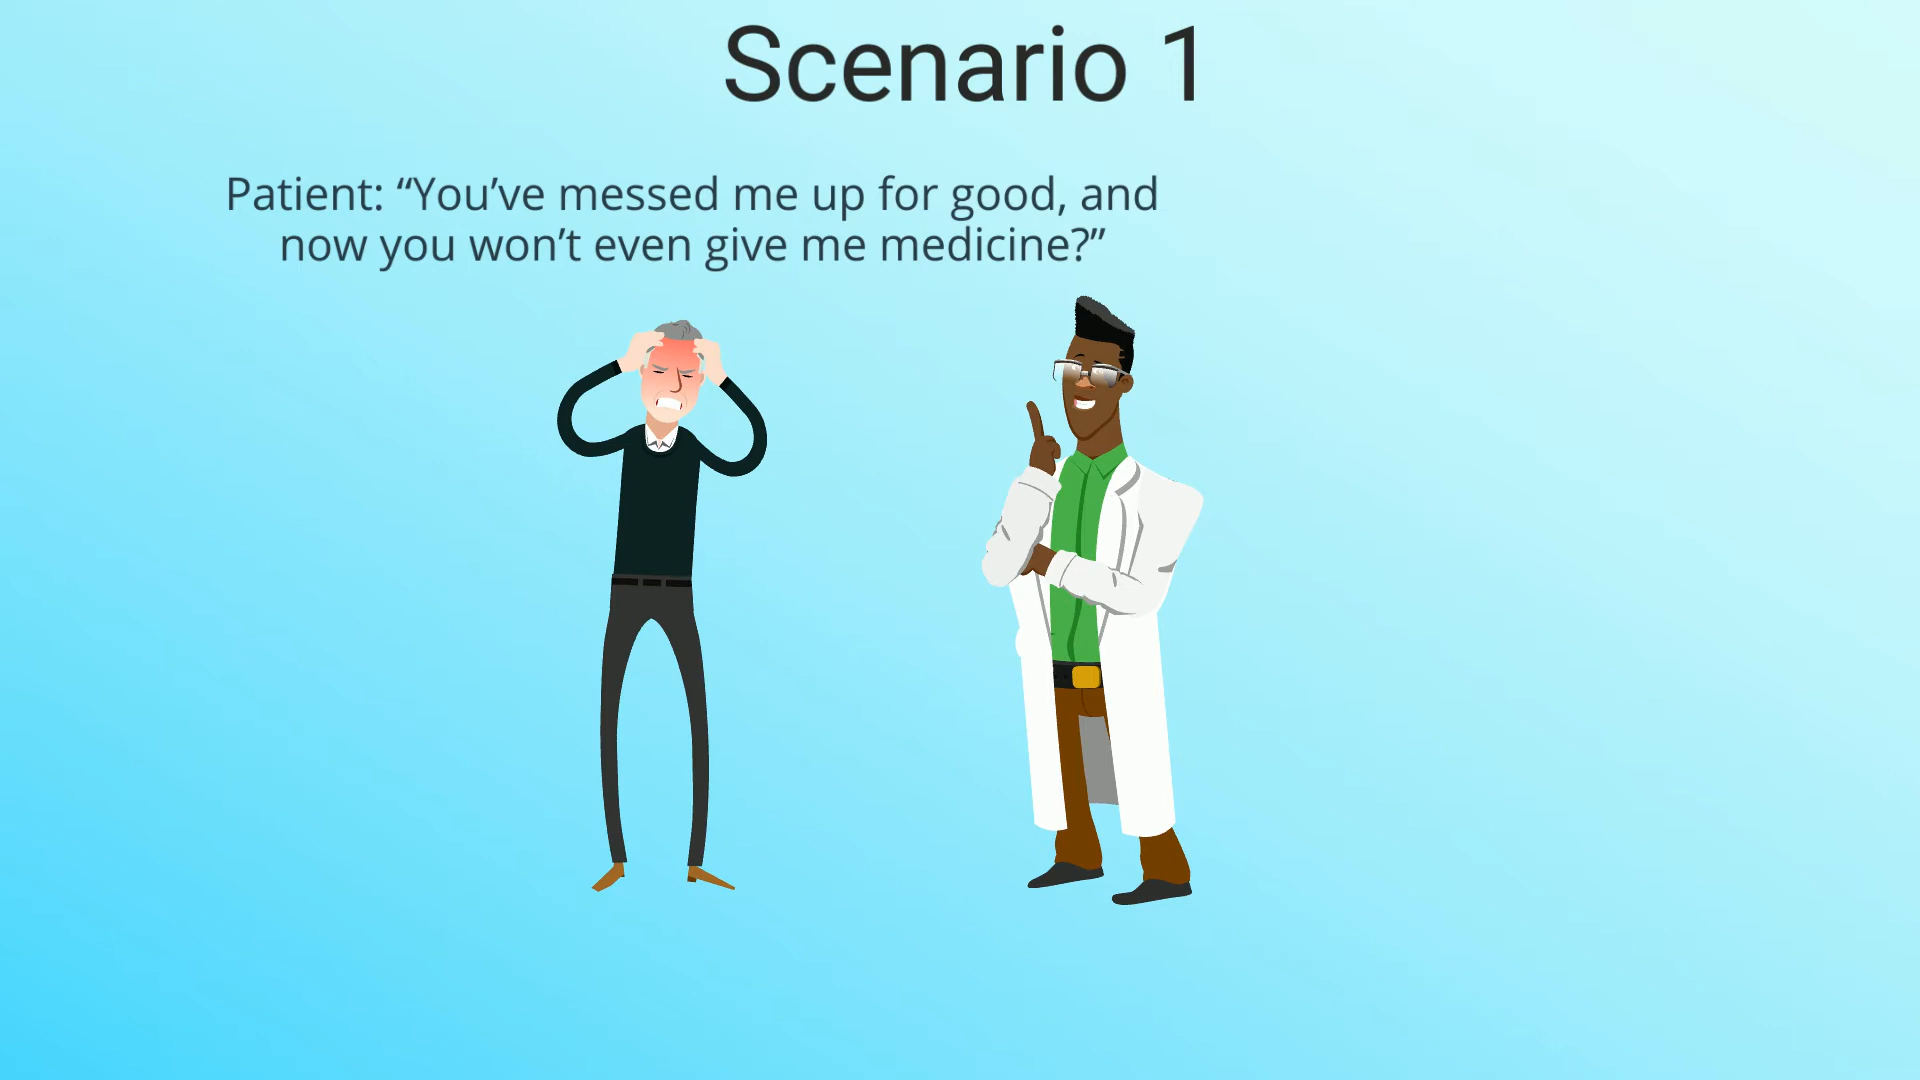 Scenario 1
Patient: “You’ve messed me up for good, and
now you won’t even give me medicine?”